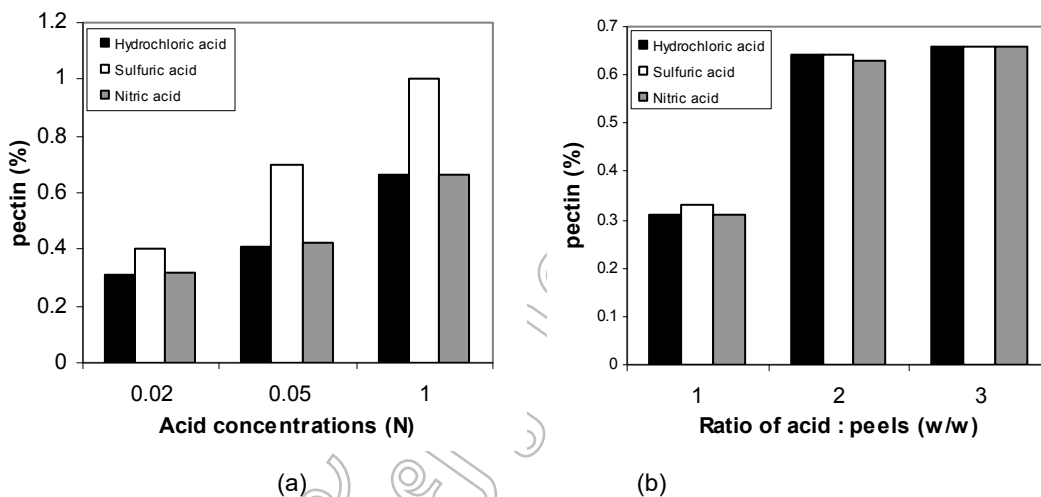 1.2
1
0.8
0.6
0.4
0.2
0
pectin (%)
Hydrochloric acid
Sulfuric acid
Nitric acid
0.02 0.05 1
Acid concentrations (N)
(a)
0.7
0.6
0.5
0.4
0.3
0.2
0.1
0
pectin (%)
Hydrochloric acid
Sulfuric acid
Nitric acid
1 2 3
Ratio of acid : peels (w/w)
(b)